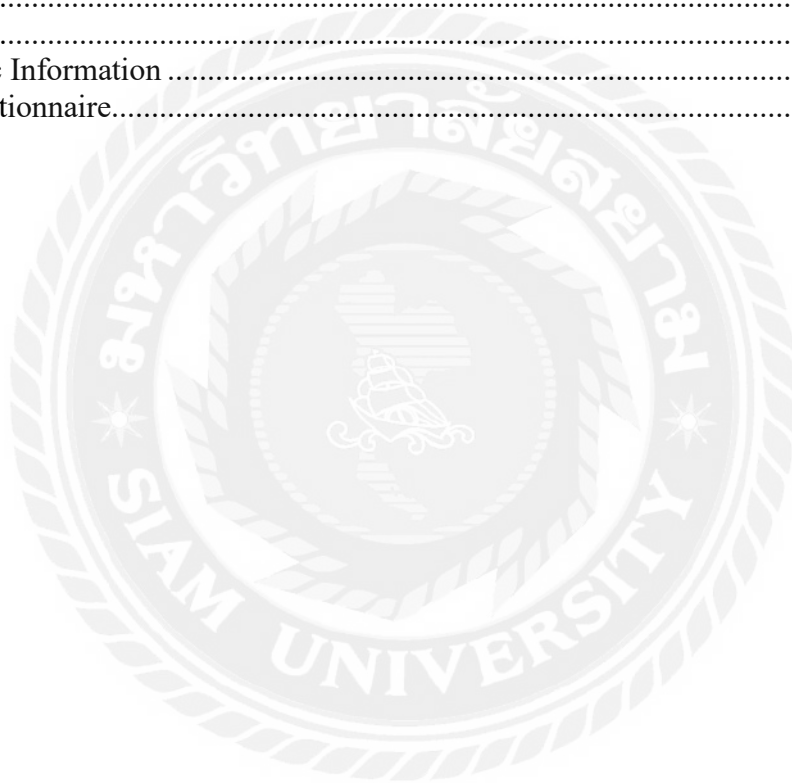 ................................................................................................
................................................................................................
Information ...............................................................................
tionnaire......................................................................................
มหาวิทยาลัยสยาม
SIAM UNIVERSITY